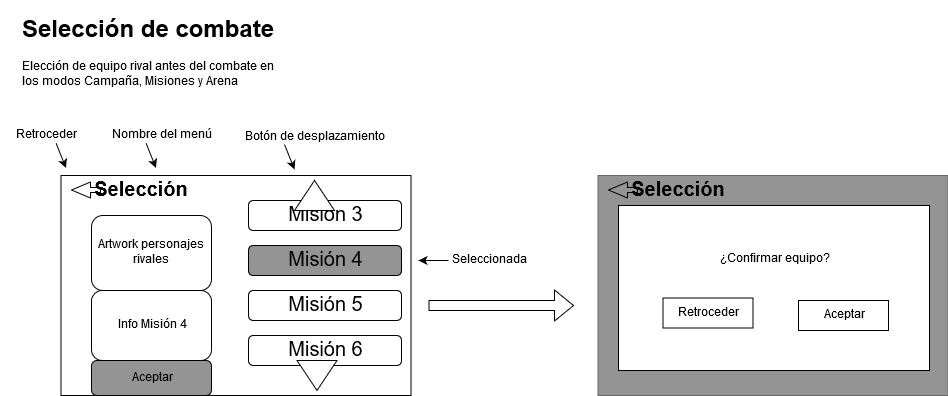 Selección de combate
Elección de equipo rival antes del combate en
los modos Campaña, Misiones y Arena
Retroceder
Nombre del menú
Botón de desplazamiento
Selección
Artwork personajes
rivales
Info Misión 4
Aceptar
Misión 3
Misión 4
Misión 5
Misión 6
Seleccionada
Selección
¿Confirmar equipo?
Retroceder
Aceptar